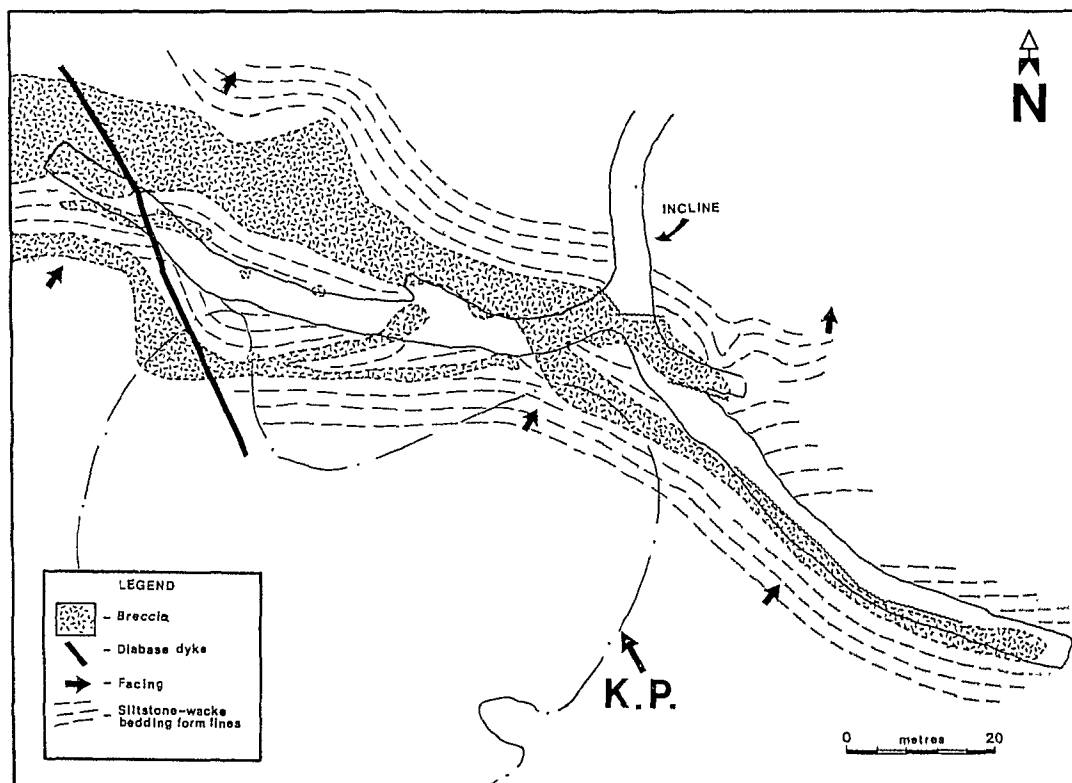 N
INCLINE
K.P.
LEGEND
- Breccia
- Diabase dyke
- Facing
- Siltstone-wacke
bedding form lines
0 metres 20